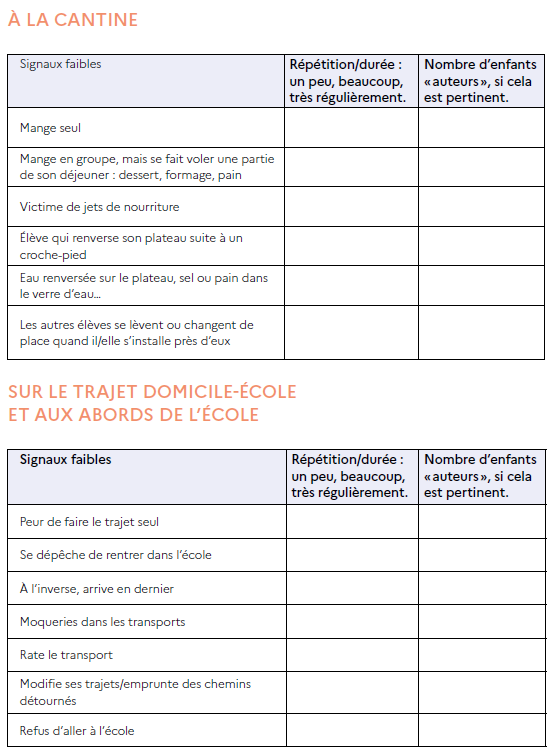 À LA CANTINE
Signaux faibles
Répétition/durée :
un peu, beaucoup,
très régulièrement.
Nombre d’enfants
« auteurs », si cela
est pertinent.
Mange seul
Mange en groupe, mais se fait voler une partie
de son déjeuner : dessert, formage, pain
Victime de jets de nourriture
Élève qui renverse son plateau suite à un
croche-pied
Eau renversée sur le plateau, sel ou pain dans
le verre d’eau…
Les autres élèves se lèvent ou changent de
place quand il/elle s’installe près d’eux
SUR LE TRAJET DOMICILE-ÉCOLE
ET AUX ABORDS DE L’ÉCOLE
Signaux faibles
Répétition/durée :
un peu, beaucoup,
très régulièrement.
Nombre d’enfants
« auteurs », si cela
est pertinent.
Peur de faire le trajet seul
Se dépêche de rentrer dans l’école
À l’inverse, arrive en dernier
Moqueries dans les transports
Rate le transport
Modifie ses trajets/emprunte des chemins
détournés
Refus d’aller à l’école